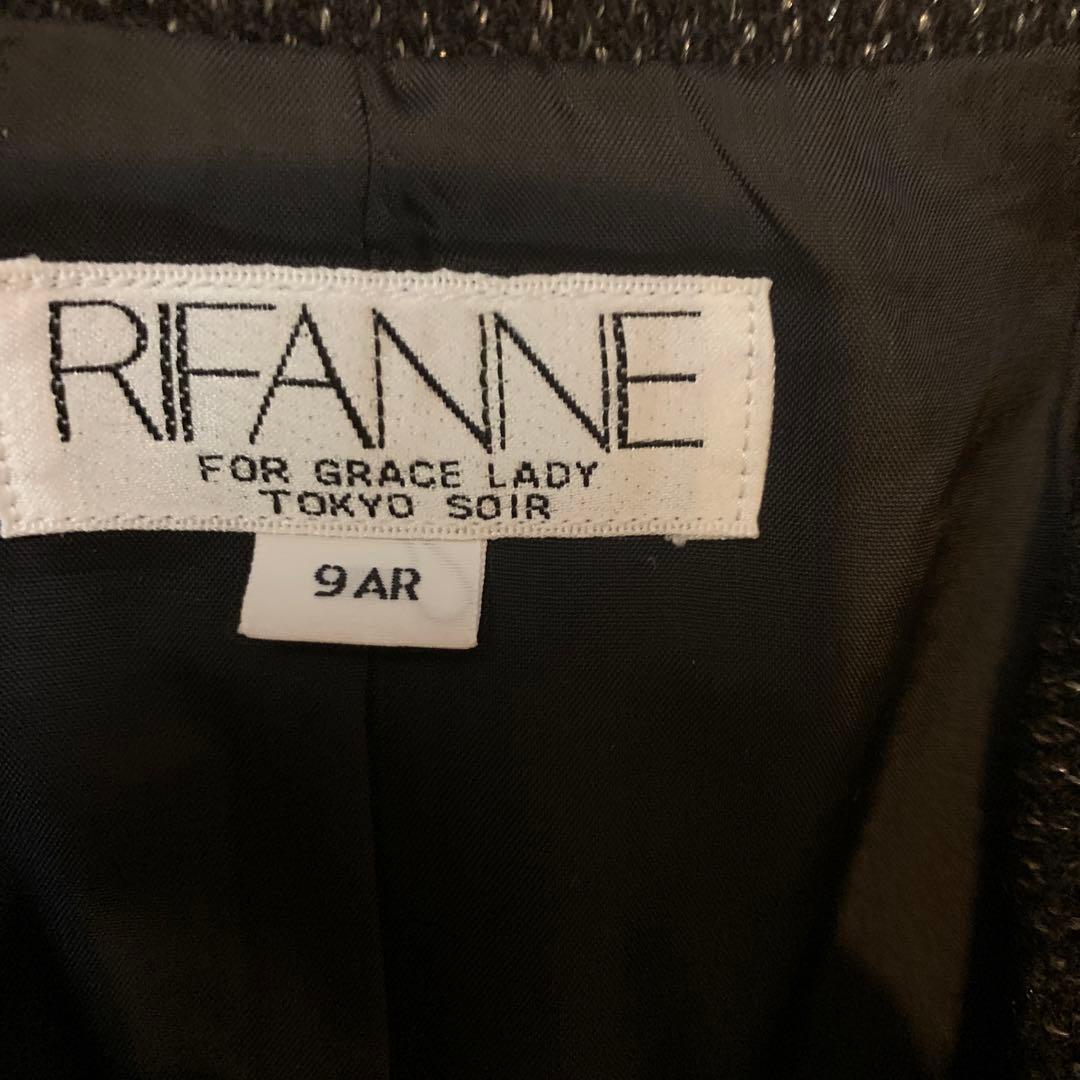 RIFANNE
FOR GRACE LADY
TOKYO SOIR
9AR